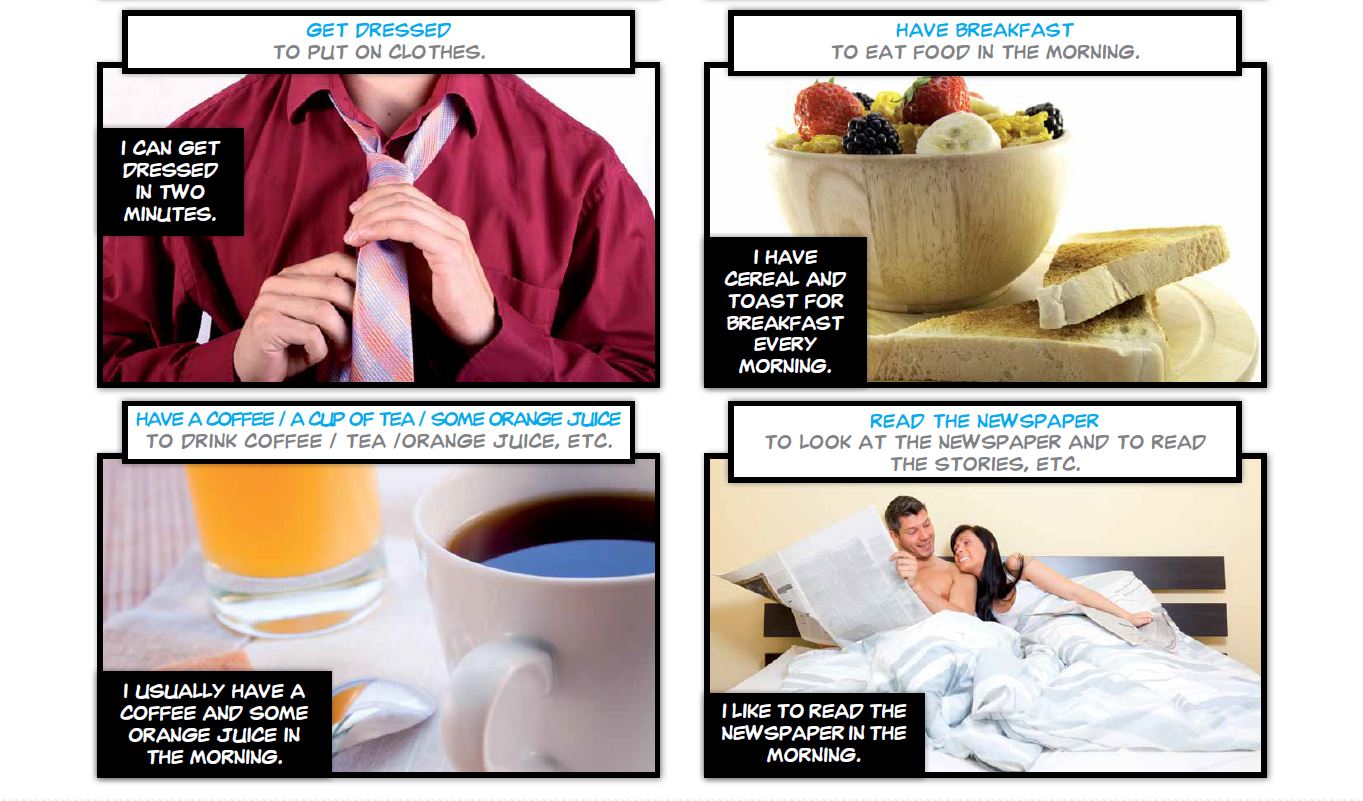 GET DRESSED
TO PUT ON CLOTHES.
I CAN GET
DRESSED
IN TWO
MINUTES.
HAVE BREAKFAST
TO EAT FOOD IN THE MORNING.
I HAVE
CEREAL AND
TOAST FOR
BREAKFAST
EVERY
MORNING.
HAVE A COFFEE / A CUP OF TEA / SOME ORANGE JUICE
TO DRINK COFFEE / TEA /ORANGE JUICE, ETC.
I USUALLY HAVE A
COFFEE AND SOME
ORANGE JUICE IN
THE MORNING.
READ THE NEWSPAPER
TO LOOK AT THE NEWSPAPER AND TO READ
THE STORIES, ETC.
I LIKE TO READ THE
NEWSPAPER IN THE
MORNING.